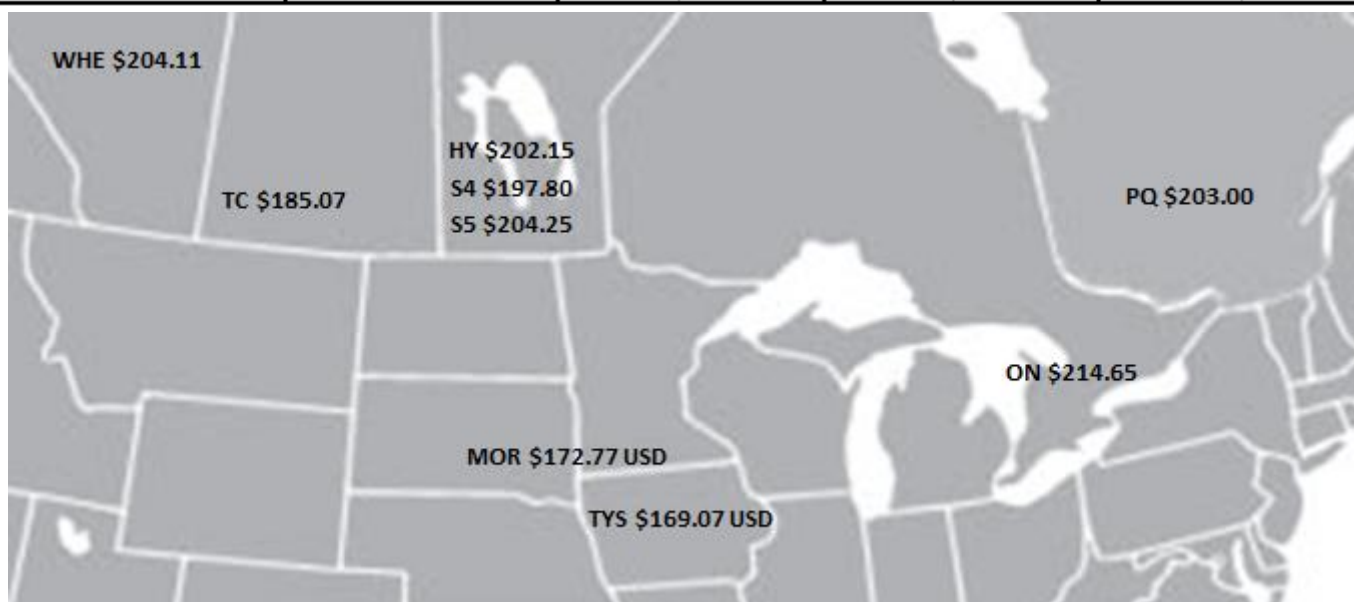 WHE $204.11
HY $202.15
TC $185.07
S4 $197.80
S5 $204.25
PQ $203.00
ON $214.65
MOR $172.77 USD
TYS $169.07 USD